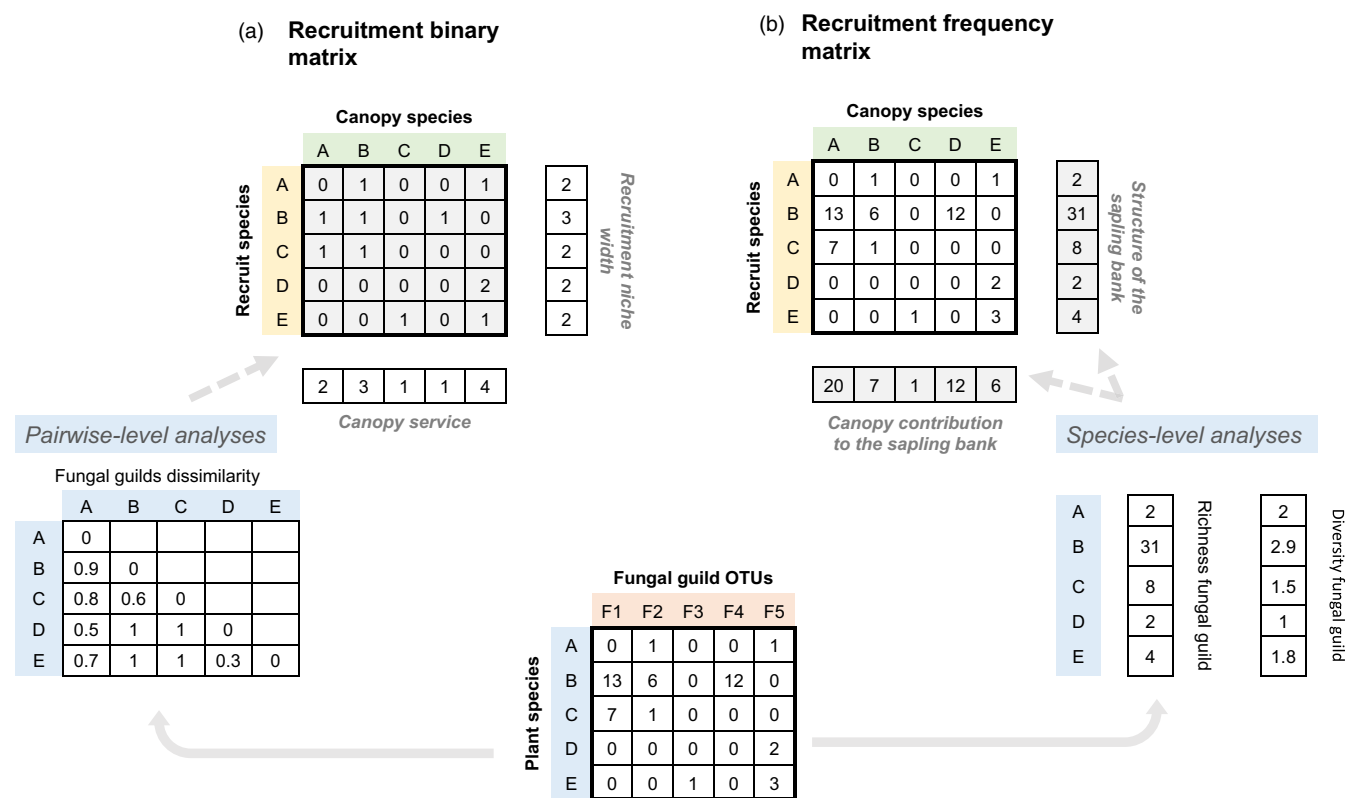 (a) Recruitment binary
matrix
Canopy species
A B C D E
Recruit species
A 0 1 0 0 1 2
B 1 1 0 1 0 3
C 1 1 0 0 0 2
D 0 0 0 0 2 2
E 0 0 1 0 1 2
Recruitment niche
width
2 3 1 1 4
Canopy service
(b) Recruitment frequency
matrix
Canopy species
A B C D E
Recruit species
A 0 1 0 0 1 2
B 13 6 0 12 0 31
C 7 1 0 0 0 8
D 0 0 0 0 2 2
E 0 0 1 0 3 4
Structure of the
sapling bank
20 7 1 12 6
Canopy contribution
to the sapling bank
Pairwise-level analyses
Fungal guilds dissimilarity
A B C D E
A 0
B 0.9 0
C 0.8 0.6 0
D 0.5 1 1 0
E 0.7 1 1 0.3 0
Fungal guild OTUs
F1 F2 F3 F4 F5
Plant species
A 0 1 0 0 1
B 13 6 0 12 0
C 7 1 0 0 0
D 0 0 0 0 2
E 0 0 1 0 3
Species-level analyses
A 2 2
B 31 2.9
C 8 1.5
D 2 1
E 4 1.8
Richness fungal guild
Diversity fungal guild